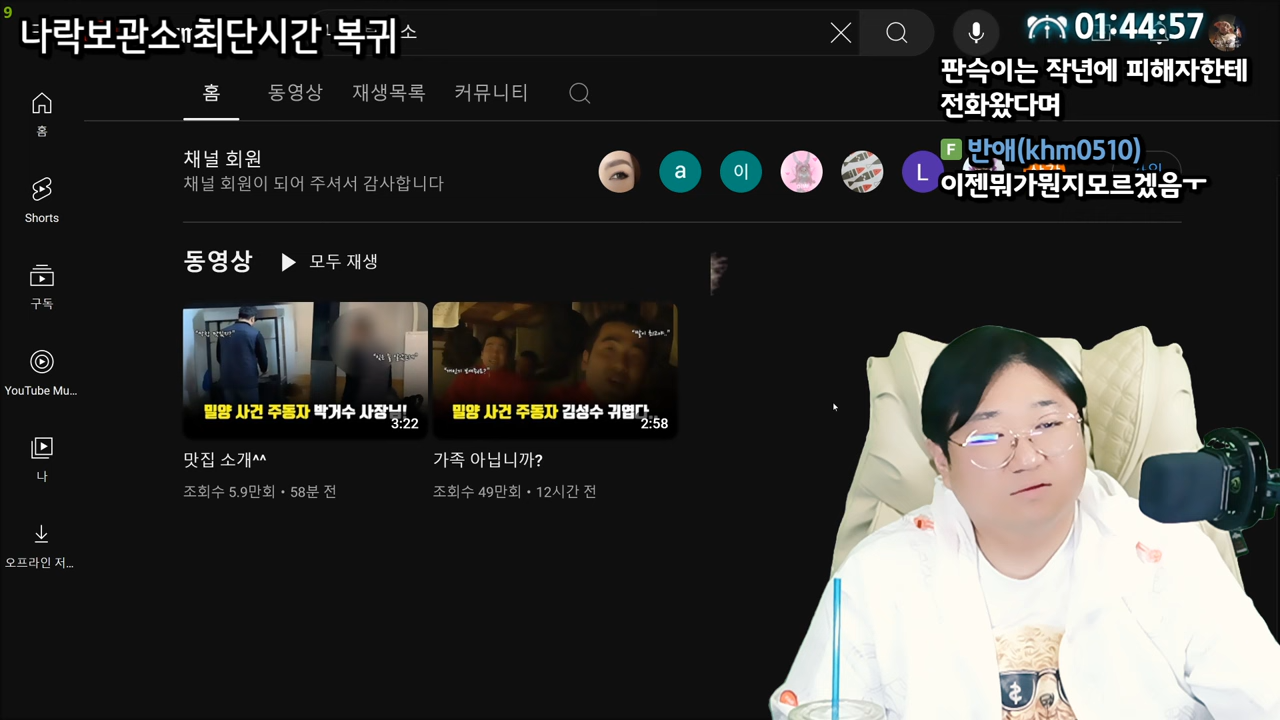 9
나락보관소n최단시간 복귀
소
01:44:57
판슥이는 작년에 피해자한테
전화왔다며
F 반애(khm0510)
이젠뭐가뭔지모르겠음ㅜ
홈
동영상
재생목록
커뮤니티
홈
Shorts
구독
YouTube Mu...
나
오프라인 저...
채널 회원
채널 회원이 되어 주셔서 감사합니다
a
이
L
동영상
모두 재생
밀양 사건 주동자 박거수 사장님!
3:22
맛집 소개^^
조회수 5.9만회 • 58분 전
밀양 사건 주동자 김성수 귀엽다..
2:58
가족 아닙니까?
조회수 49만회 • 12시간 전